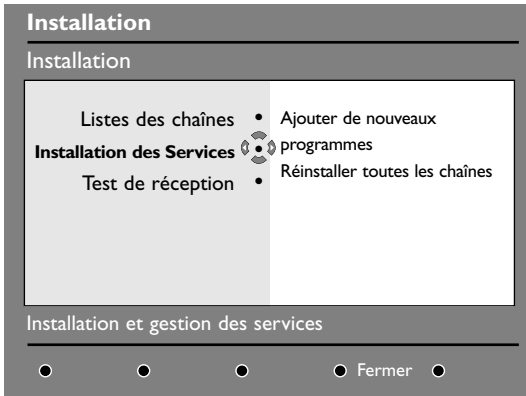 Installation
Installation
Listes des chaînes
Installation des Services
Test de réception
Ajouter de nouveaux
programmes
Réinstaller toutes les chaînes
Installation et gestion des services
Fermer